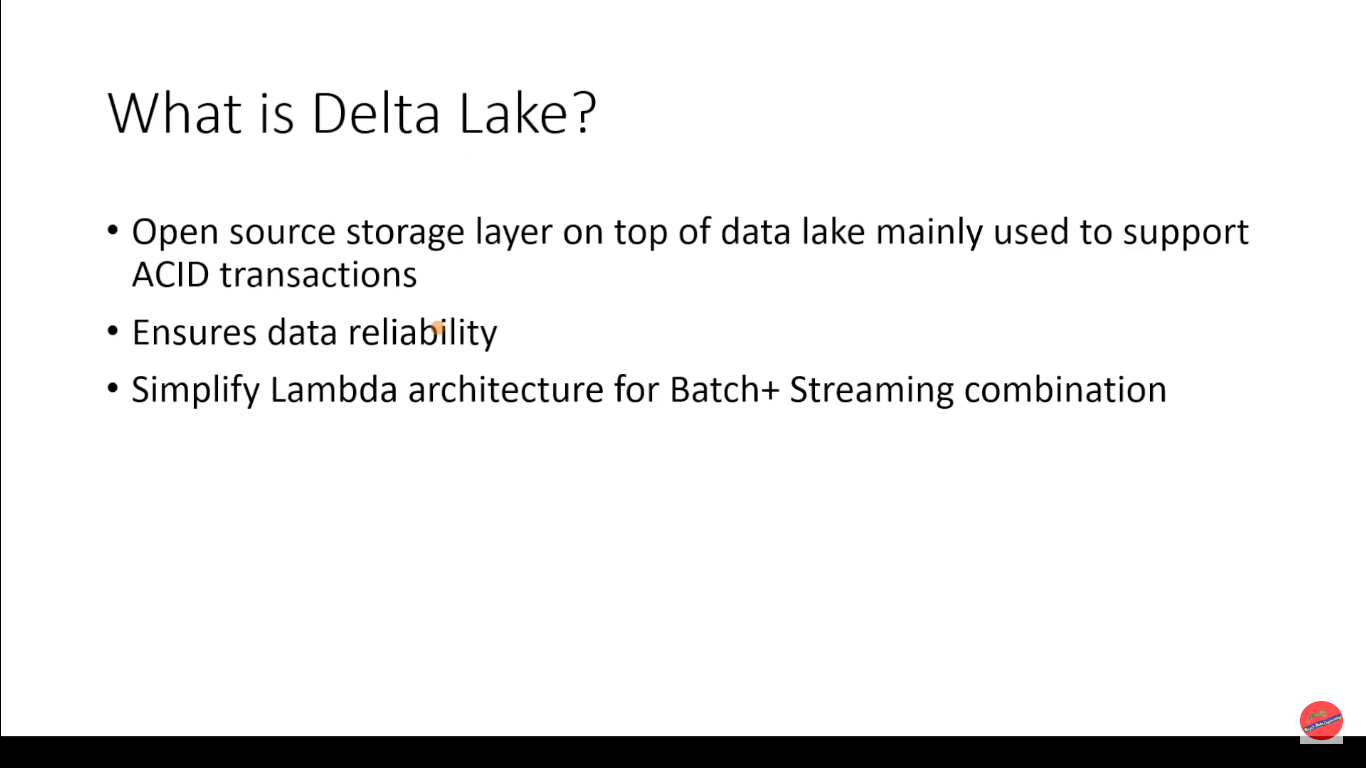 What is Delta Lake?
• Open source storage layer on top of data lake mainly used to support
ACID transactions
• Ensures data reliability
• Simplify Lambda architecture for Batch+ Streaming combination